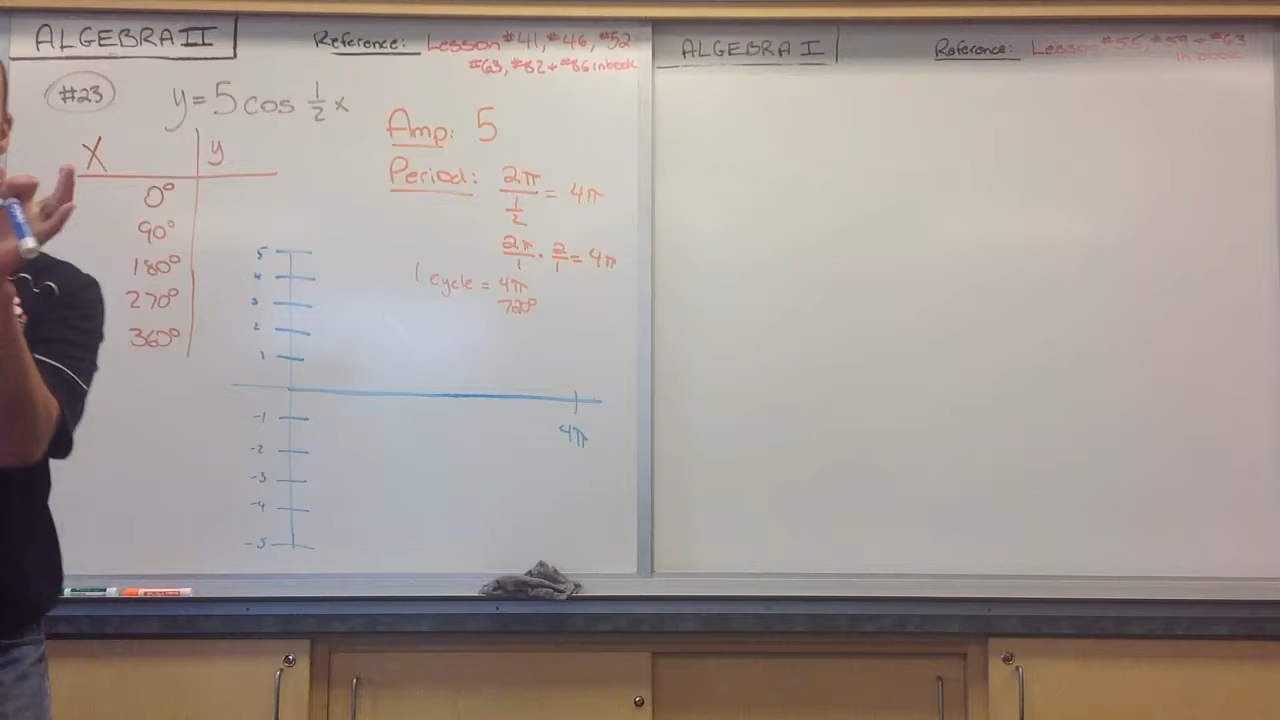 ALGEBRA II
Reference: Lesson #41, #46, #52
#63, #82 + #86 in book
#23
y = 5 cos 1/2 x
X y
0°
90°
180°
270°
360°
Amp: 5
Period: 2π / 1/2 = 4π
2π/1 · 2/1 = 4π
1 cycle = 4π
720°
5
4
3
2
1
-1
-2
-3
-4
-5
4π
ALGEBRA I
Reference: Lesson #55, #59 + #63
in book